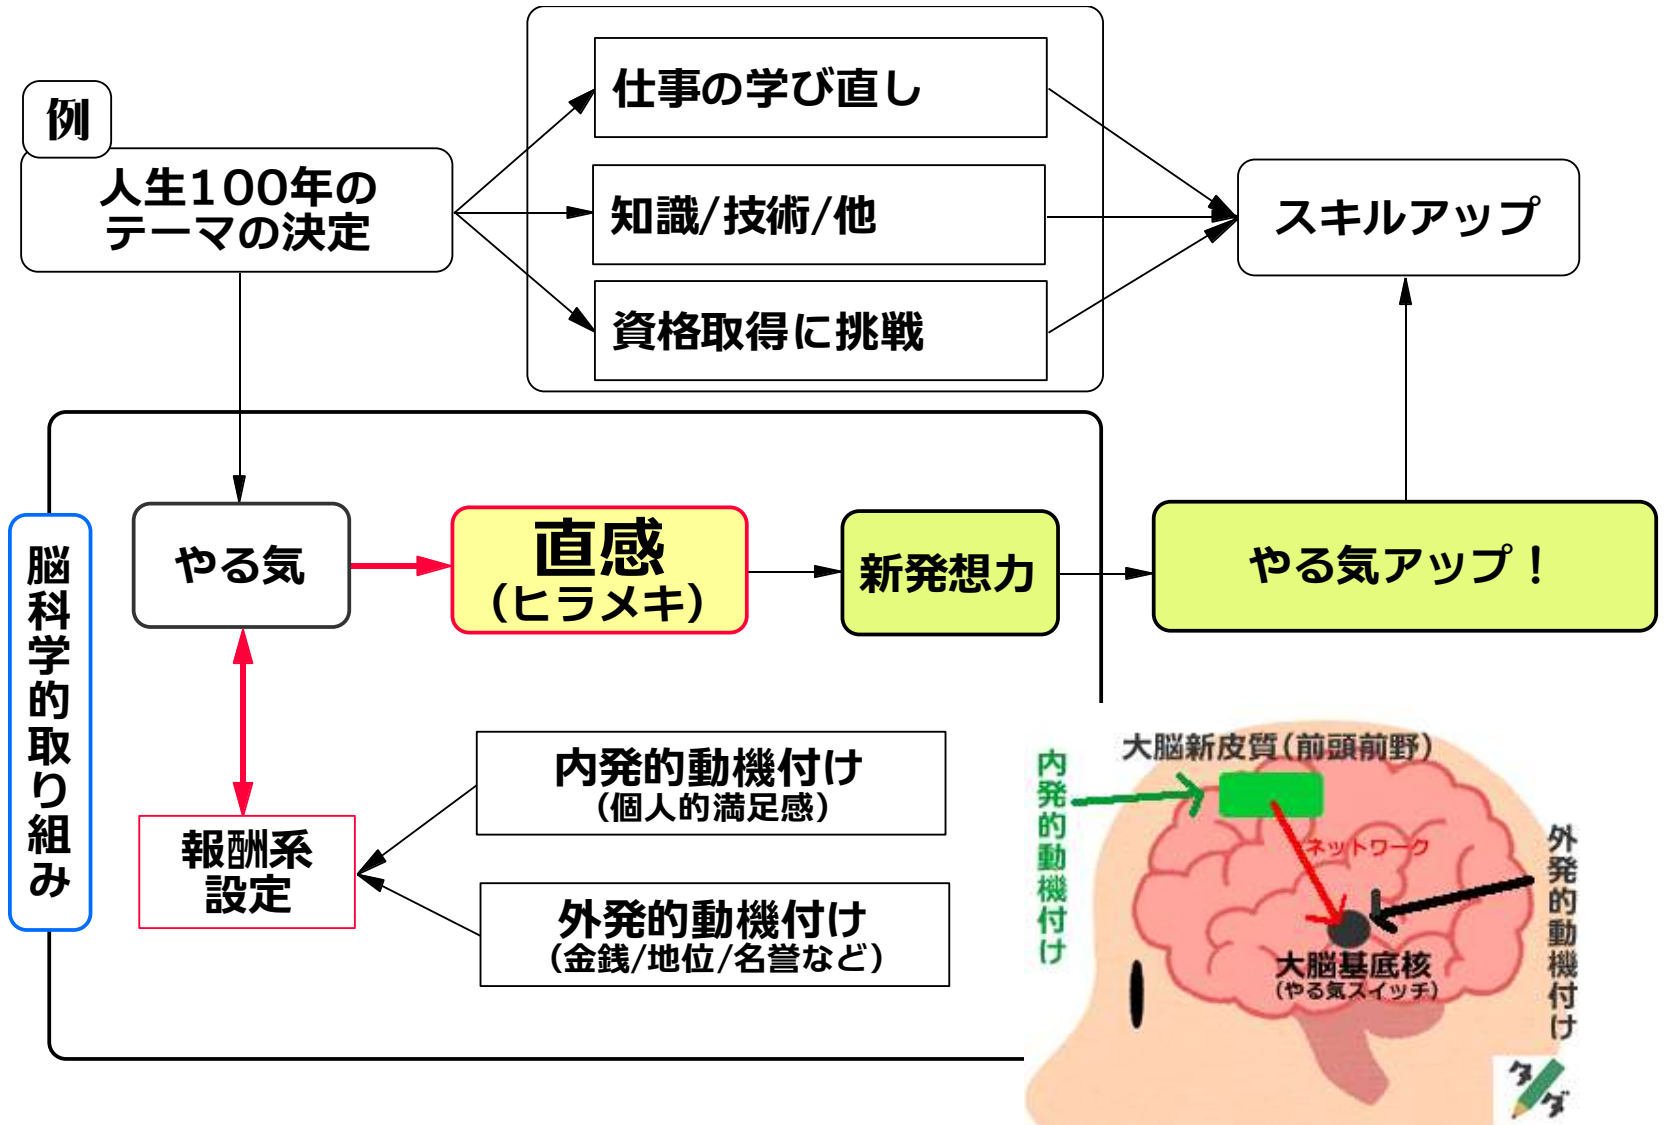 例
人生100年の
テーマの決定
仕事の学び直し
知識/技術/他
資格取得に挑戦
スキルアップ
脳科学的取り組み
やる気
直感
（ヒラメキ）
新発想力
やる気アップ！
報酬系
設定
内発的動機付け
（個人的満足感）
外発的動機付け
（金銭/地位/名誉など）
大脳新皮質（前頭前野）
内発的動機付け
ネットワーク
外発的動機付け
大脳基底核
（やる気スイッチ）
タダ